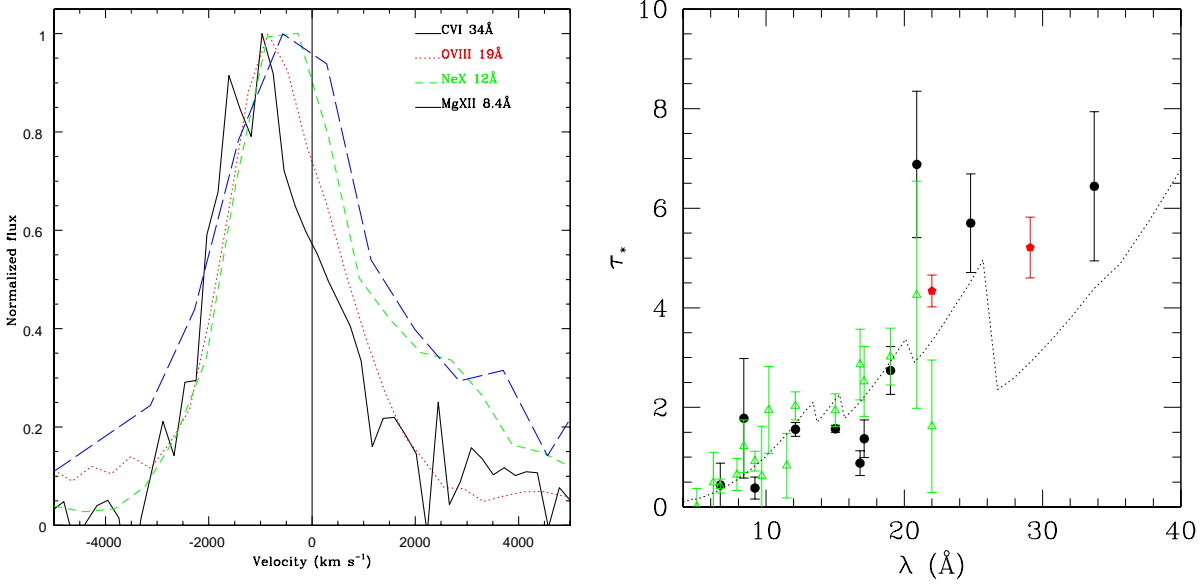 CVI 34Å
OVIII 19Å
NeX 12Å
MgXII 8.4Å
1
0.8
0.6
0.4
0.2
0
Normalized flux
-4000 -2000 0 2000 4000
Velocity (km s⁻¹)
10
8
6
4
2
0
τ*
10 20 30 40
λ (Å)